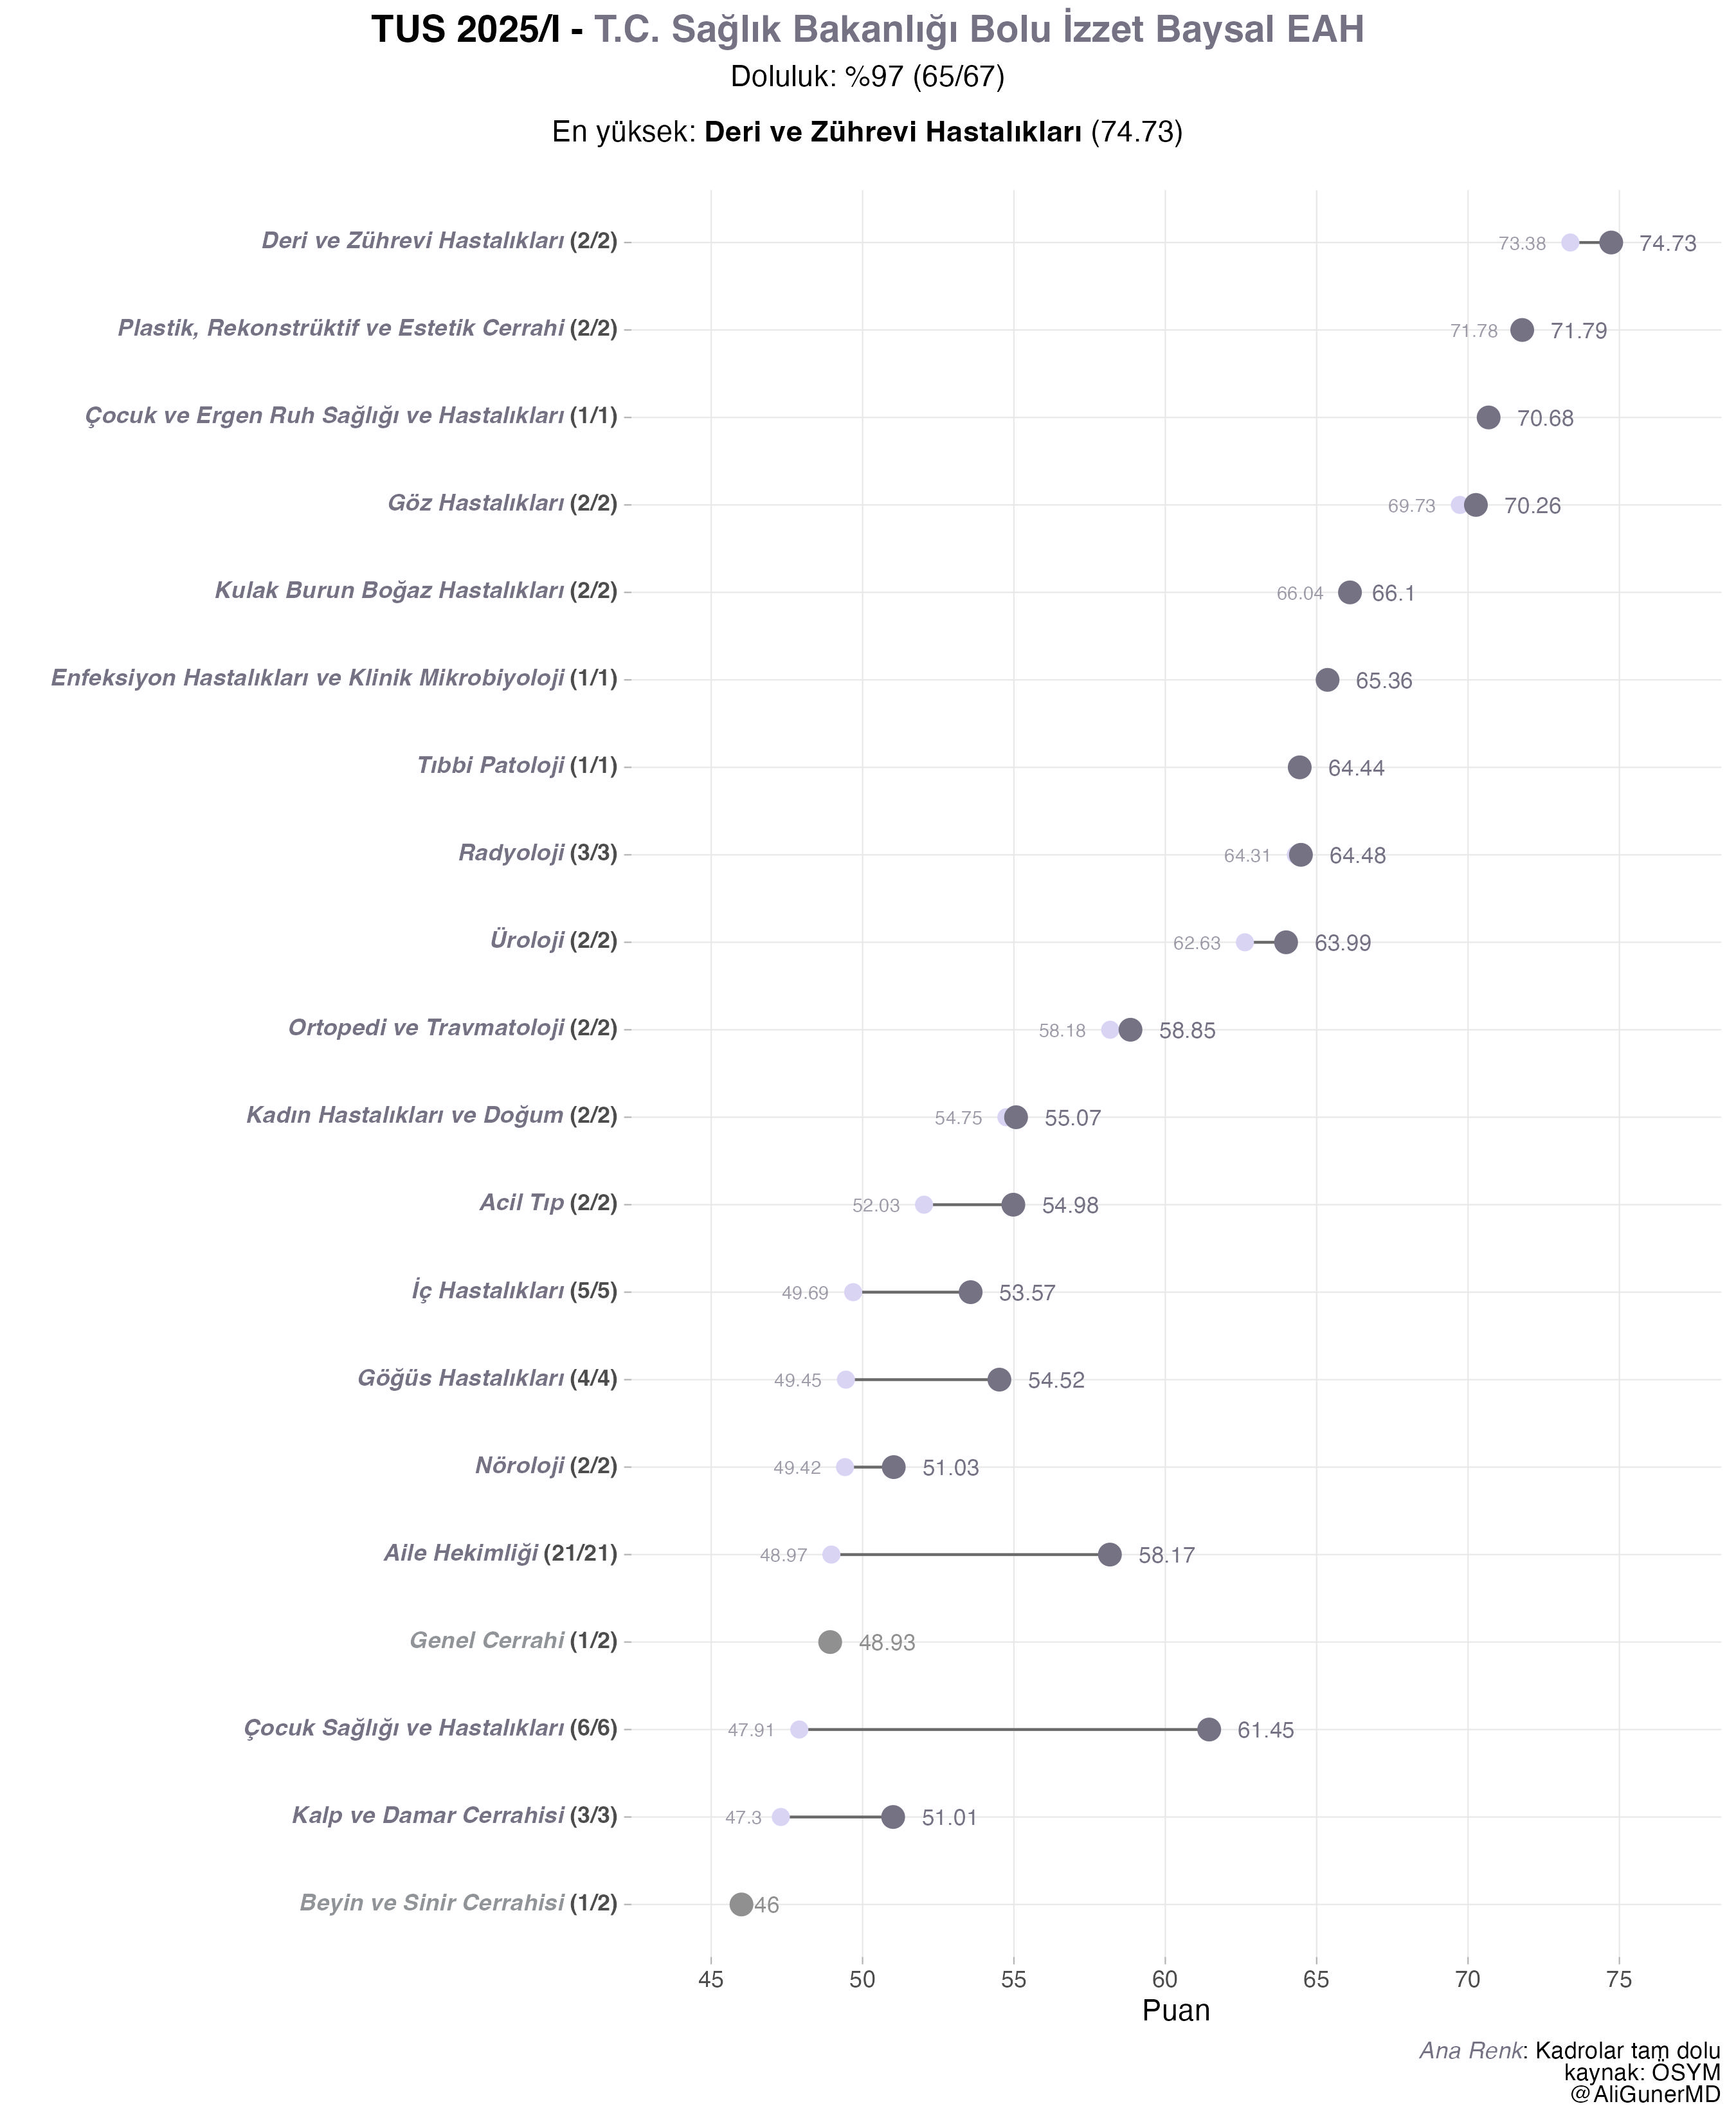 TUS 2025/I - T.C. Sağlık Bakanlığı Bolu İzzet Baysal EAH
Doluluk: %97 (65/67)
En yüksek: Deri ve Zührevi Hastalıkları (74.73)
Deri ve Zührevi Hastalıkları (2/2) 73.38 74.73
Plastik, Rekonstrüktif ve Estetik Cerrahi (2/2) 71.78 71.79
Çocuk ve Ergen Ruh Sağlığı ve Hastalıkları (1/1) 70.68
Göz Hastalıkları (2/2) 69.73 70.26
Kulak Burun Boğaz Hastalıkları (2/2) 66.04 66.1
Enfeksiyon Hastalıkları ve Klinik Mikrobiyoloji (1/1) 65.36
Tıbbi Patoloji (1/1) 64.44
Radyoloji (3/3) 64.31 64.48
Üroloji (2/2) 62.63 63.99
Ortopedi ve Travmatoloji (2/2) 58.18 58.85
Kadın Hastalıkları ve Doğum (2/2) 54.75 55.07
Acil Tıp (2/2) 52.03 54.98
İç Hastalıkları (5/5) 49.69 53.57
Göğüs Hastalıkları (4/4) 49.45 54.52
Nöroloji (2/2) 49.42 51.03
Aile Hekimliği (21/21) 48.97 58.17
Genel Cerrahi (1/2) 48.93
Çocuk Sağlığı ve Hastalıkları (6/6) 47.91 61.45
Kalp ve Damar Cerrahisi (3/3) 47.3 51.01
Beyin ve Sinir Cerrahisi (1/2) 46
45 50 55 60 65 70 75
Puan
Ana Renk: Kadrolar tam dolu
kaynak: ÖSYM
@AliGunerMD